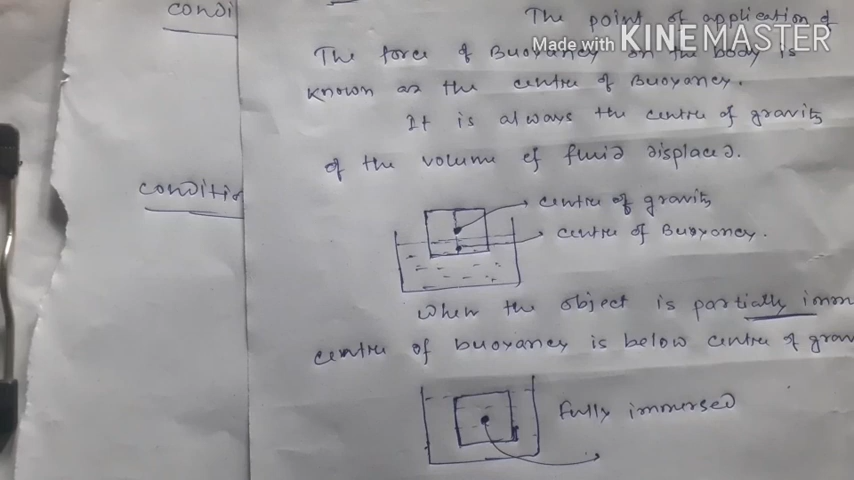 condi
The point of application of
Made with KINEMASTER
The force of Buoyancy on the body is
known as the centre of Buoyancy.
It is always the centre of gravity
of the volume of fluid displaced.
condition
centre of gravity
centre of Buoyancy.
When the object is partially imm
centre of buoyancy is below centre of grav
Fully immersed